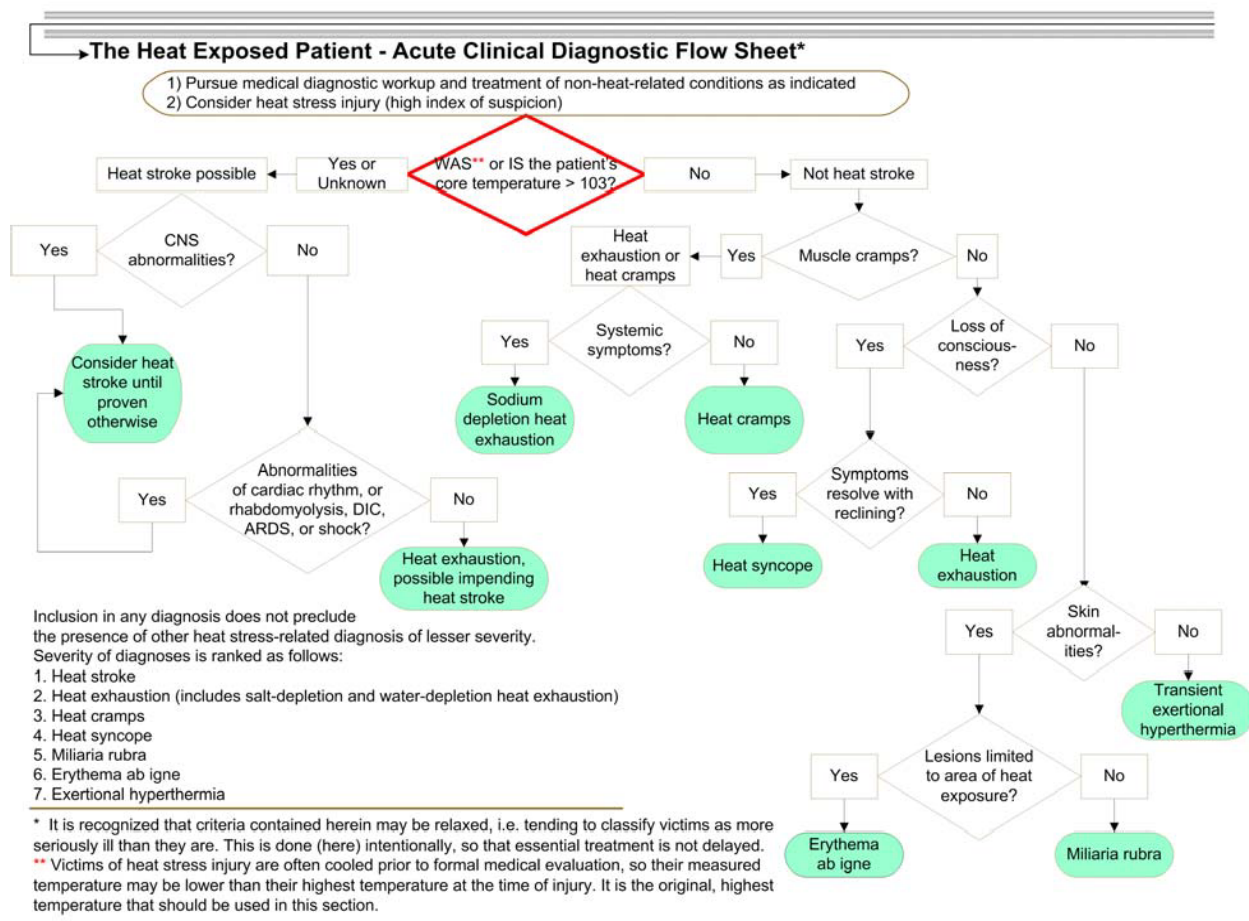 The Heat Exposed Patient - Acute Clinical Diagnostic Flow Sheet*
1) Pursue medical diagnostic workup and treatment of non-heat-related conditions as indicated
2) Consider heat stress injury (high index of suspicion)
Heat stroke possible
Yes or
Unknown
WAS** or IS the patient's
core temperature > 103?
No
Not heat stroke
Yes
CNS
abnormalities?
No
Heat
exhaustion or
heat cramps
Yes
Muscle cramps?
No
Consider heat
stroke until
proven
otherwise
Yes
Systemic
symptoms?
No
Yes
Loss of
conscious-
ness?
No
Sodium
depletion heat
exhaustion
Heat cramps
Yes
Abnormalities
of cardiac rhythm, or
rhabdomyolysis, DIC,
ARDS, or shock?
No
Yes
Symptoms
resolve with
reclining?
No
Heat exhaustion,
possible impending
heat stroke
Heat syncope
Heat
exhaustion
Yes
Skin
abnormal-
ities?
No
Transient
exertional
hyperthermia
Yes
Lesions limited
to area of heat
exposure?
No
Erythema
ab igne
Miliaria rubra
Inclusion in any diagnosis does not preclude
the presence of other heat stress-related diagnosis of lesser severity.
Severity of diagnoses is ranked as follows:
1. Heat stroke
2. Heat exhaustion (includes salt-depletion and water-depletion heat exhaustion)
3. Heat cramps
4. Heat syncope
5. Miliaria rubra
6. Erythema ab igne
7. Exertional hyperthermia
* It is recognized that criteria contained herein may be relaxed, i.e. tending to classify victims as more
seriously ill than they are. This is done (here) intentionally, so that essential treatment is not delayed.
** Victims of heat stress injury are often cooled prior to formal medical evaluation, so their measured
temperature may be lower than their highest temperature at the time of injury. It is the original, highest
temperature that should be used in this section.